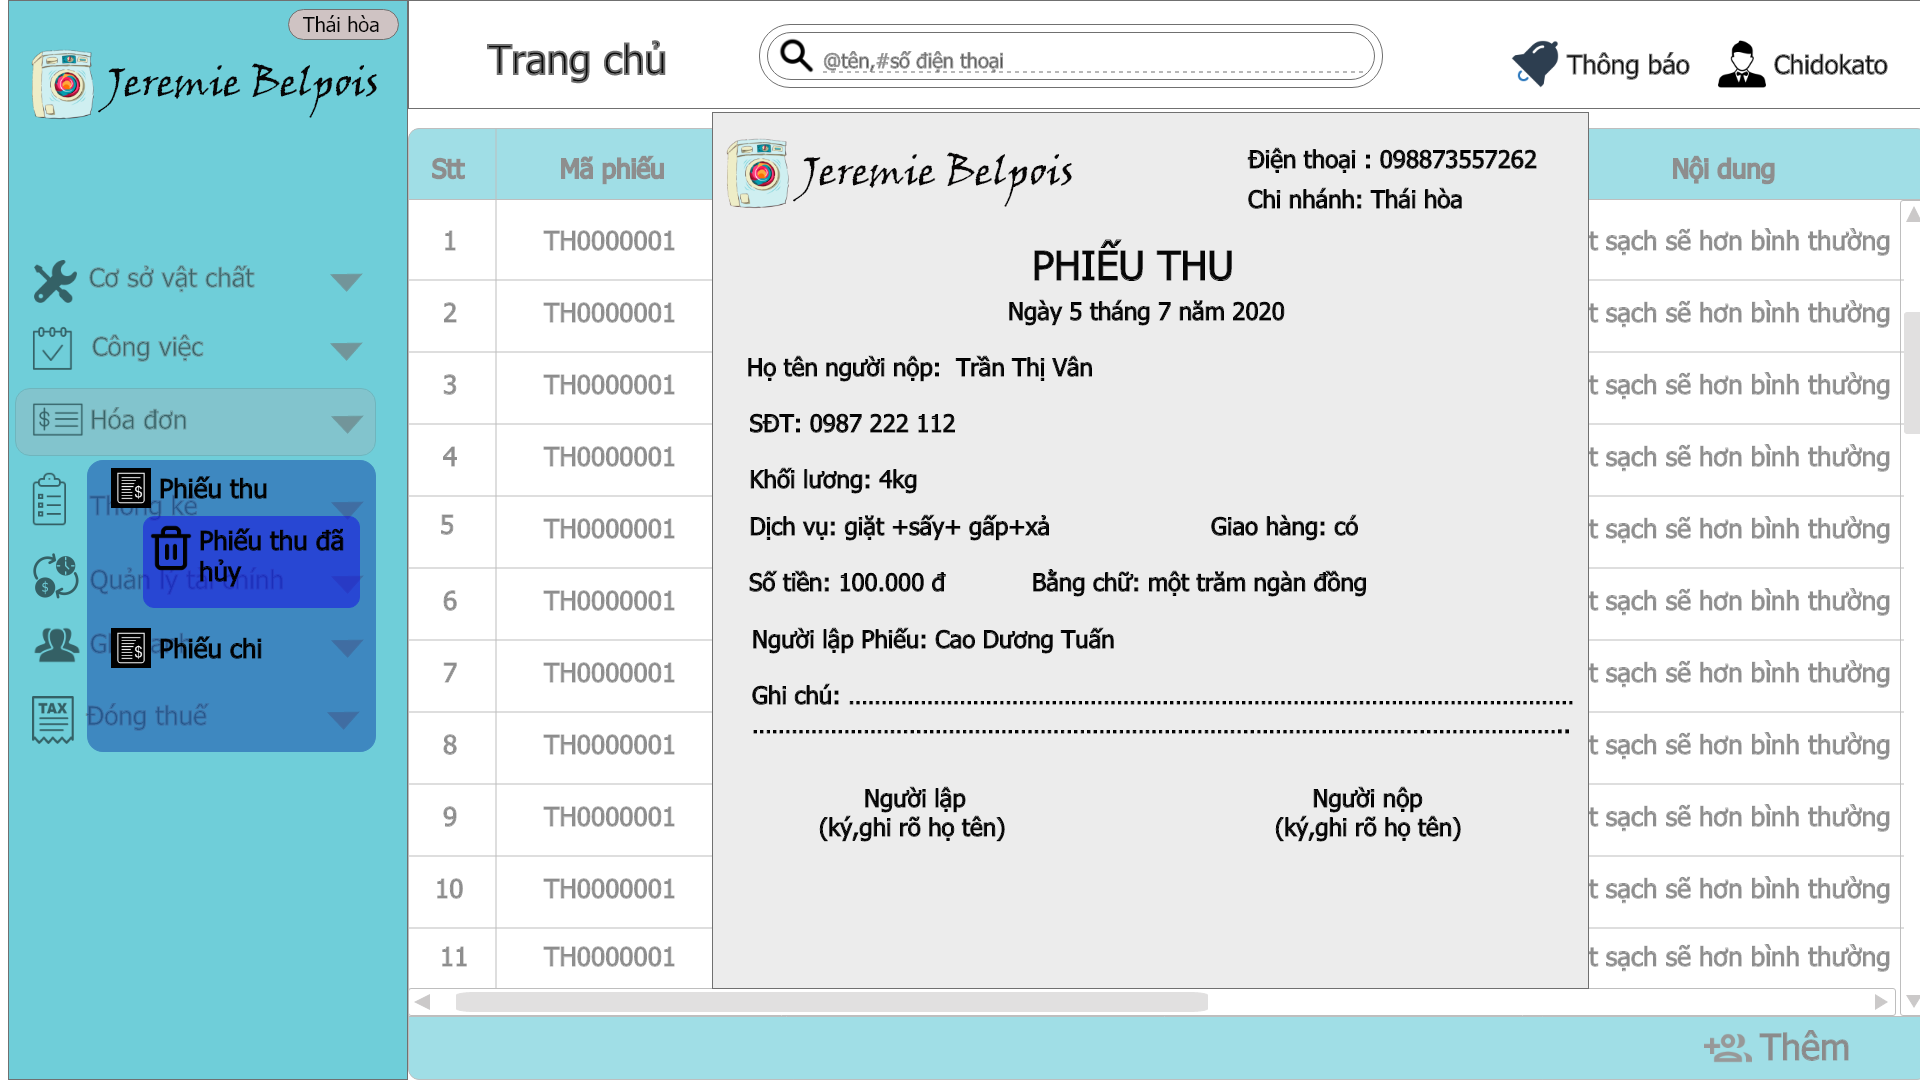 Thái hòa
Jeremie Belpois
Trang chủ
@tên,#số điện thoại
Thông báo
Chidokato
Cơ sở vật chất
Công việc
Hóa đơn
Thống kê
Phiếu thu
Phiếu thu đã
hủy
Quản lý tài chính
Phiếu chi
TAX
Đóng thuế
Stt
Mã phiếu
Nội dung
1 TH0000001 t sạch sẽ hơn bình thường
2 TH0000001 t sạch sẽ hơn bình thường
3 TH0000001 t sạch sẽ hơn bình thường
4 TH0000001 t sạch sẽ hơn bình thường
5 TH0000001 t sạch sẽ hơn bình thường
6 TH0000001 t sạch sẽ hơn bình thường
7 TH0000001 t sạch sẽ hơn bình thường
8 TH0000001 t sạch sẽ hơn bình thường
9 TH0000001 t sạch sẽ hơn bình thường
10 TH0000001 t sạch sẽ hơn bình thường
11 TH0000001 t sạch sẽ hơn bình thường
Jeremie Belpois
Điện thoại : 098873557262
Chi nhánh: Thái hòa
PHIẾU THU
Ngày 5 tháng 7 năm 2020
Họ tên người nộp: Trần Thị Vân
SĐT: 0987 222 112
Khối lương: 4kg
Dịch vụ: giặt +sấy+ gấp+xả
Giao hàng: có
Số tiền: 100.000 đ
Bằng chữ: một trăm ngàn đồng
Người lập Phiếu: Cao Dương Tuấn
Ghi chú: ........................................................................
........................................................................
Người lập
(ký,ghi rõ họ tên)
Người nộp
(ký,ghi rõ họ tên)
Thêm